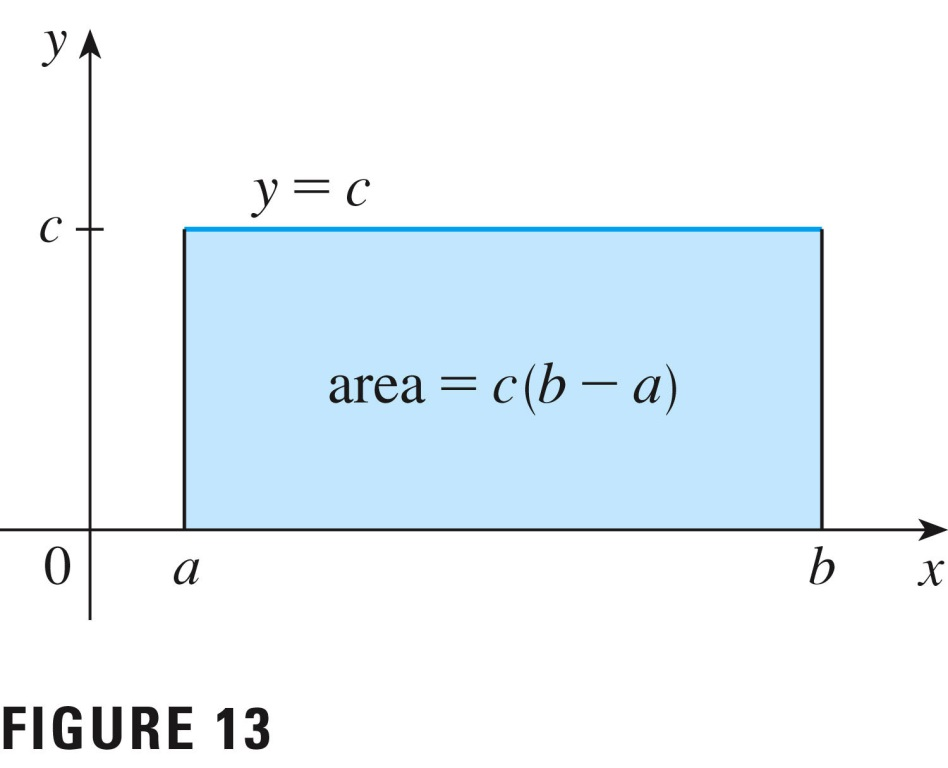 y
y = c
c
area = c(b − a)
0 a b x
FIGURE 13